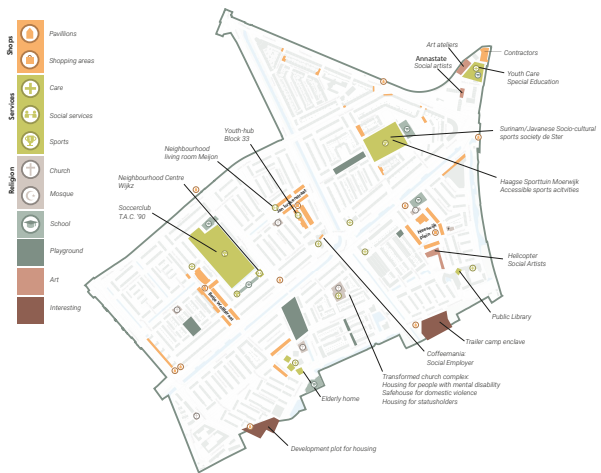 Shops
Pavillions
Shopping areas
Services
Care
Social services
Sports
Religion
Church
Mosque
School
Playground
Art
Interesting
Art ateliers
Annastate
Social artists
Contractors
Youth Care
Special Education
Surinam/Javanese Socio-cultural
sports society de Ster
Haagse Sporttuin Moerwijk
Accessible sports activities
Youth-hub
Block 33
Neighbourhood
living room Meijon
Neighbourhood Centre
Wijkz
Soccerclub
T.A.C. '90
Heeswijk
plein
Helicopter
Social Artists
Public Library
Trailer camp enclave
Coffeemania:
Social Employer
Transformed church complex:
Housing for people with mental disability
Safehouse for domestic violence
Housing for statusholders
Elderly home
Development plot for housing